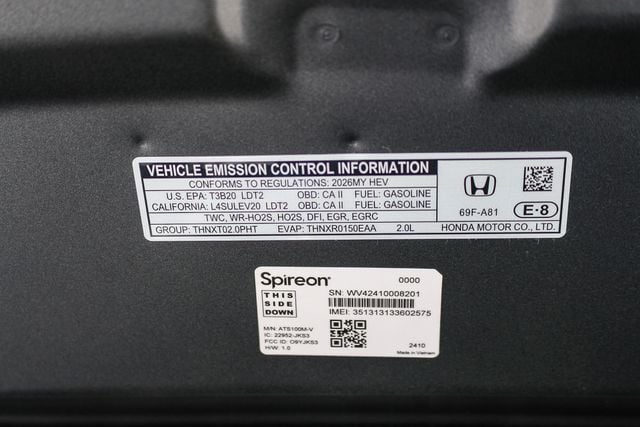 VEHICLE EMISSION CONTROL INFORMATION
CONFORMS TO REGULATIONS: 2026MY HEV
U.S. EPA: T3B20 LDT2 OBD: CA II FUEL: GASOLINE
CALIFORNIA: L4SULEV20 LDT2 OBD: CA II FUEL: GASOLINE
TWC, WR-HO2S, HO2S, DFI, EGR, EGRC
GROUP: THNXT02.0PHT EVAP: THNXR0150EAA 2.0L
69F-A81
E·8
HONDA MOTOR CO., LTD.
Spireon 0000
THIS
SIDE
DOWN
SN: WV42410008201
IMEI: 351313133602575
M/N: ATS100M-V
IC: 22952-JKS3
FCC ID: O9YJKS3
H/W: 1.0
2410
Made in Vietnam